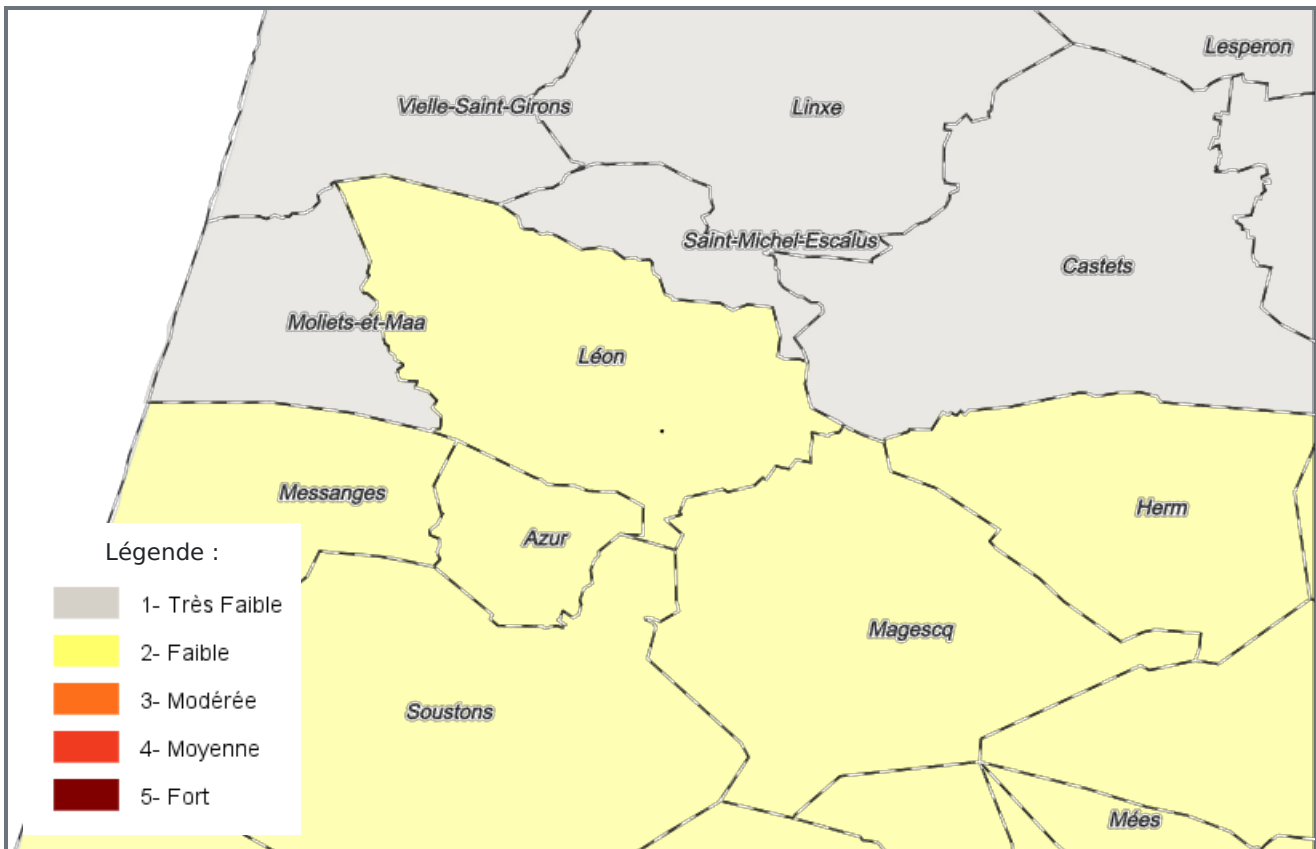 Lesperon
Vielle-Saint-Girons
Linxe
Saint-Michel-Escalus
Castets
Moliets-et-Maa
Léon
Messanges
Herm
Azur
Légende :
1- Très Faible
2- Faible
3- Modérée
4- Moyenne
5- Fort
Magescq
Soustons
Mées